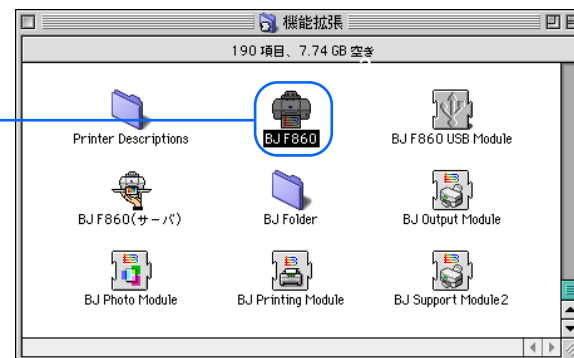 機能拡張
190 項目、7.74 GB 空き
Printer Descriptions
BJ F860
BJ F860 USB Module
BJ F860(サーバ)
BJ Folder
BJ Output Module
BJ Photo Module
BJ Printing Module
BJ Support Module2